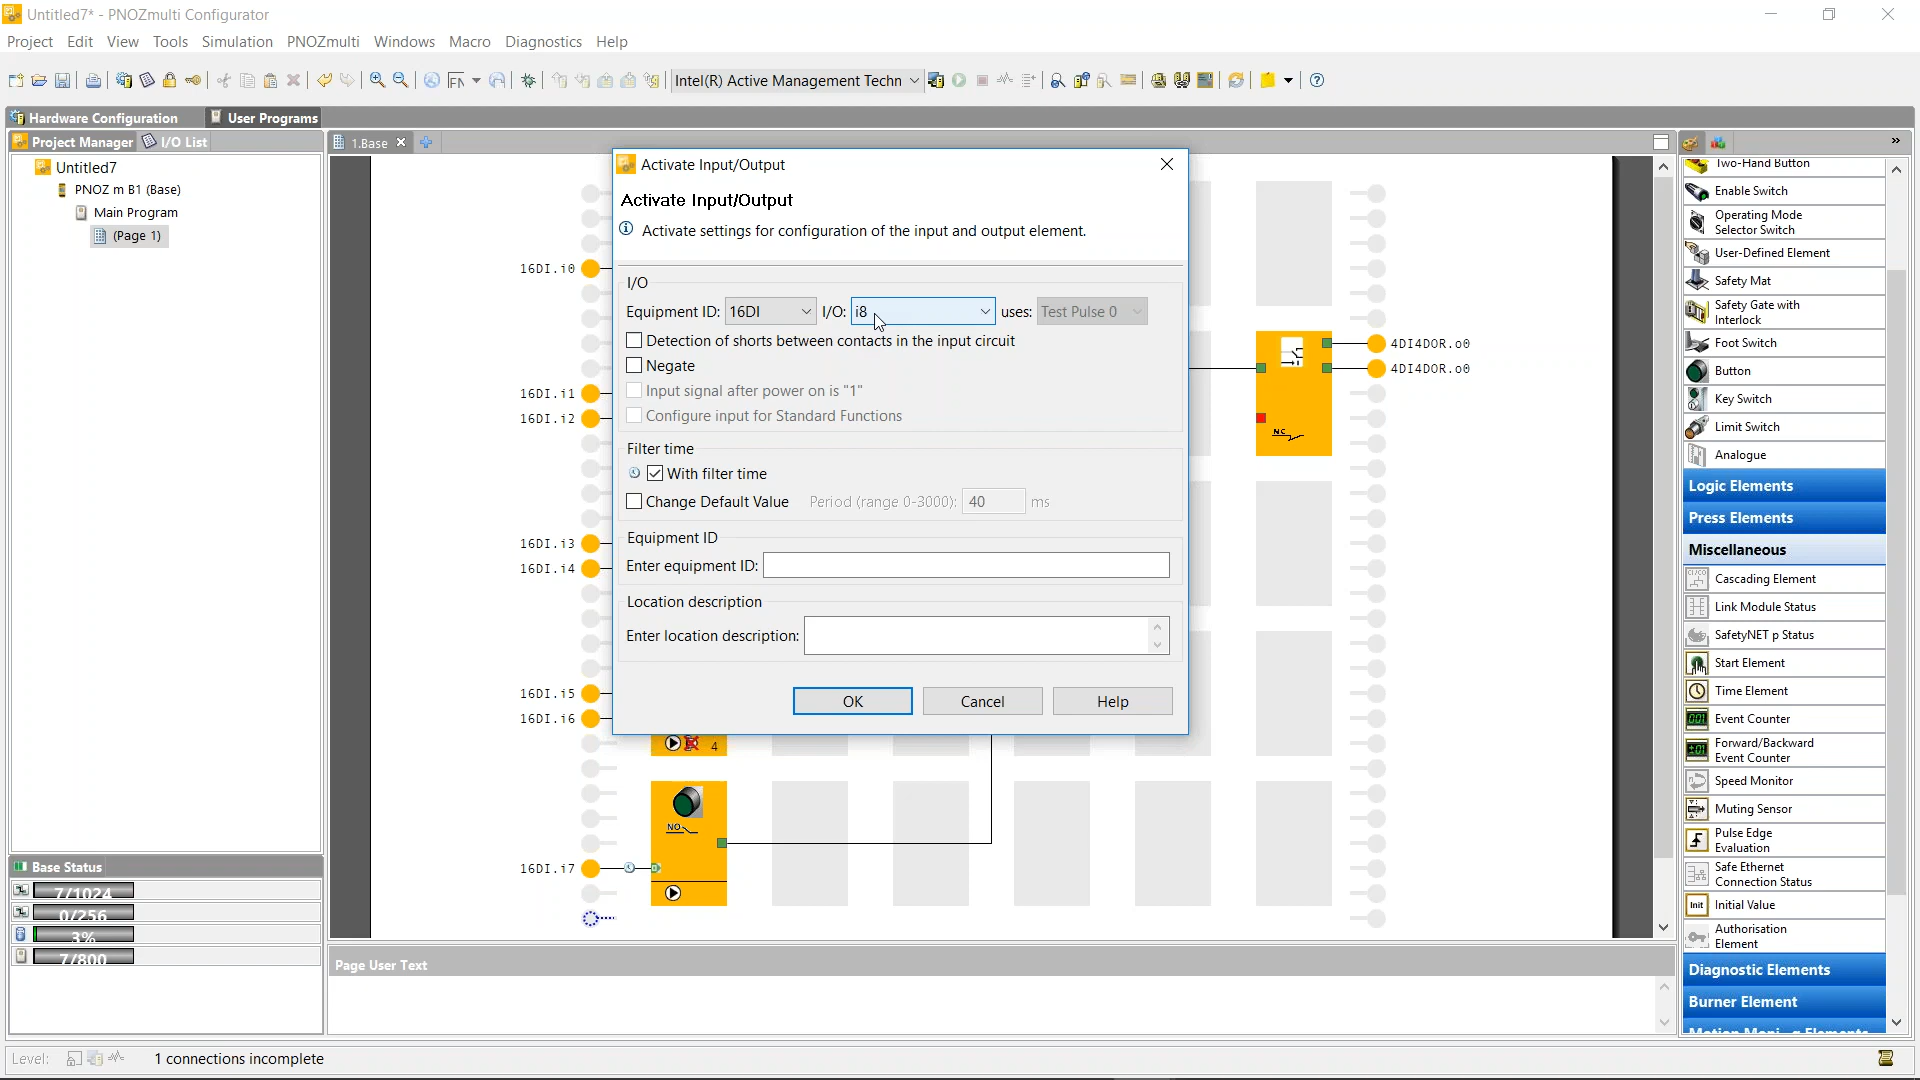 Untitled7* - PNOZmulti Configurator
Project Edit View Tools Simulation PNOZmulti Windows Macro Diagnostics Help
Intel(R) Active Management Techn
Hardware Configuration User Programs
Project Manager I/O List
1.Base
Untitled7
PNOZ m B1 (Base)
Main Program
(Page 1)
Base Status
7/1024
0/256
3%
7/800
16DI.i0
16DI.i1
16DI.i2
16DI.i3
16DI.i4
16DI.i5
16DI.i6
16DI.i7
4
NO
NC
4DI4DOR.o0
4DI4DOR.o0
Activate Input/Output
Activate Input/Output
Activate settings for configuration of the input and output element.
I/O
Equipment ID: 16DI I/O: i8 uses: Test Pulse 0
Detection of shorts between contacts in the input circuit
Negate
Input signal after power on is "1"
Configure input for Standard Functions
Filter time
With filter time
Change Default Value Period (range 0-3000): 40 ms
Equipment ID
Enter equipment ID:
Location description
Enter location description:
OK Cancel Help
Page User Text
Two-Hand Button
Enable Switch
Operating Mode
Selector Switch
User-Defined Element
Safety Mat
Safety Gate with
Interlock
Foot Switch
Button
Key Switch
Limit Switch
Analogue
Logic Elements
Press Elements
Miscellaneous
Cascading Element
Link Module Status
SafetyNET p Status
Start Element
Time Element
Event Counter
Forward/Backward
Event Counter
Speed Monitor
Muting Sensor
Pulse Edge
Evaluation
Safe Ethernet
Connection Status
Init Initial Value
Authorisation
Element
Diagnostic Elements
Burner Element
Level: 1 connections incomplete